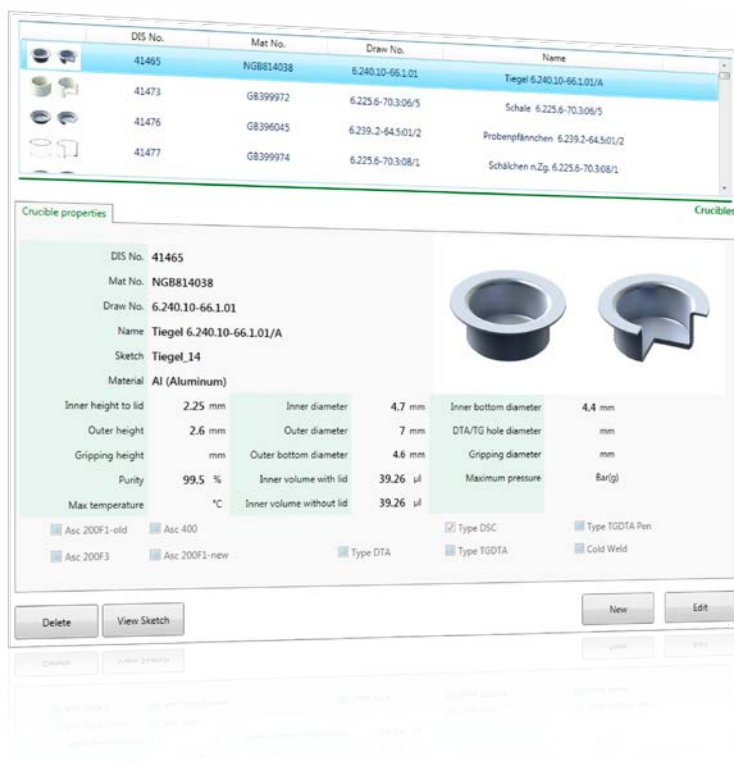 DIS No. Mat No. Draw No. Name
41465 NGB814038 6.240.10-66.1.01 Tiegel 6.240.10-66.1.01/A
41473 GB399972 6.225.6-70.3.06/5 Schale 6.225.6-70.3.06/5
41476 GB396045 6.239..2-64.5:01/2 Probenpfännchen 6.239.2-64.5:01/2
41477 GB399974 6.225.6-70.3:08/1 Schälchen n.Zg. 6.225.6-70.3:08/1
Crucibles
Crucible properties
DIS No. 41465
Mat No. NGB814038
Draw No. 6.240.10-66.1.01
Name Tiegel 6.240.10-66.1.01/A
Sketch Tiegel_14
Material Al (Aluminum)
Inner height to lid 2.25 mm Inner diameter 4.7 mm Inner bottom diameter 4.4 mm
Outer height 2.6 mm Outer diameter 7 mm DTA/TG hole diameter mm
Gripping height mm Outer bottom diameter 4.6 mm Gripping diameter mm
Purity 99.5 % Inner volume with lid 39.26 µl Maximum pressure Bar(g)
Max temperature °C Inner volume without lid 39.26 µl
Asc 200F1-old Asc 400 Type DSC Type TGDTA Pen
Asc 200F3 Asc 200F1-new Type DTA Type TGDTA Cold Weld
Delete View Sketch New Edit